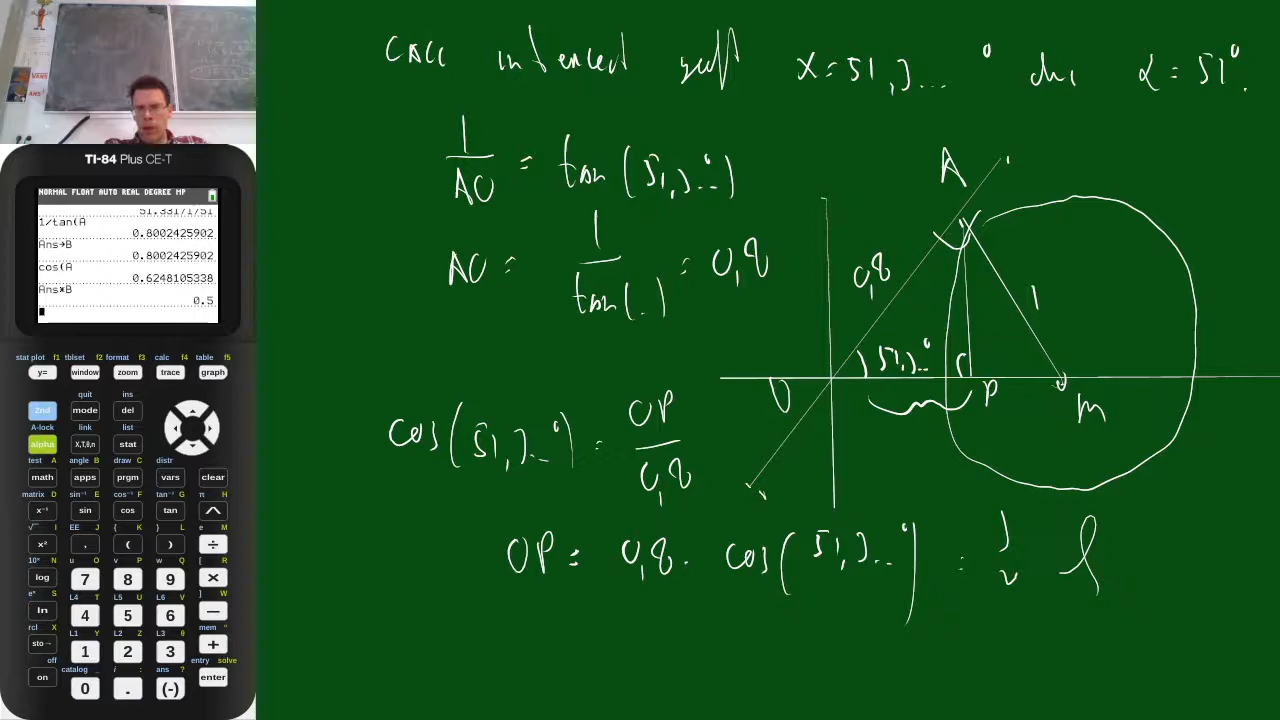 CALC intersect geeft x = 51,3...° dus α = 51°.
1/AO = tan(51,3...°)
AO = 1/tan(.) = 0,8
A
0,8
1
51,3..°
O
P
M
cos(51,3...°) = OP/0,8
OP = 0,8 · cos(51,3...°) = 1/2
TI-84 Plus CE-T
NORMAL FLOAT AUTO REAL DEGREE MP
51.33171751
1/tan(A
0.8002425902
Ans→B
0.8002425902
cos(A
0.6248105338
Ans*B
0.5
stat plot f1 tblset f2 format f3 calc f4 table f5
y= window zoom trace graph
quit ins
2nd mode del
A-lock link list
alpha X,T,θ,n stat
test A angle B draw C distr
math apps prgm vars clear
matrix D sin⁻¹ E cos⁻¹ F tan⁻¹ G π H
x⁻¹ sin cos tan ^
√ I EE J { K } L e M
x² , ( ) ÷
10ˣ N u O v P w Q [ R
log 7 8 9 ×
eˣ S L4 T L5 U L6 V ] W
ln 4 5 6 −
rcl X L1 Y L2 Z L3 θ mem "
sto→ 1 2 3 +
off catalog i : ans ? entry solve
on 0 . (-) enter